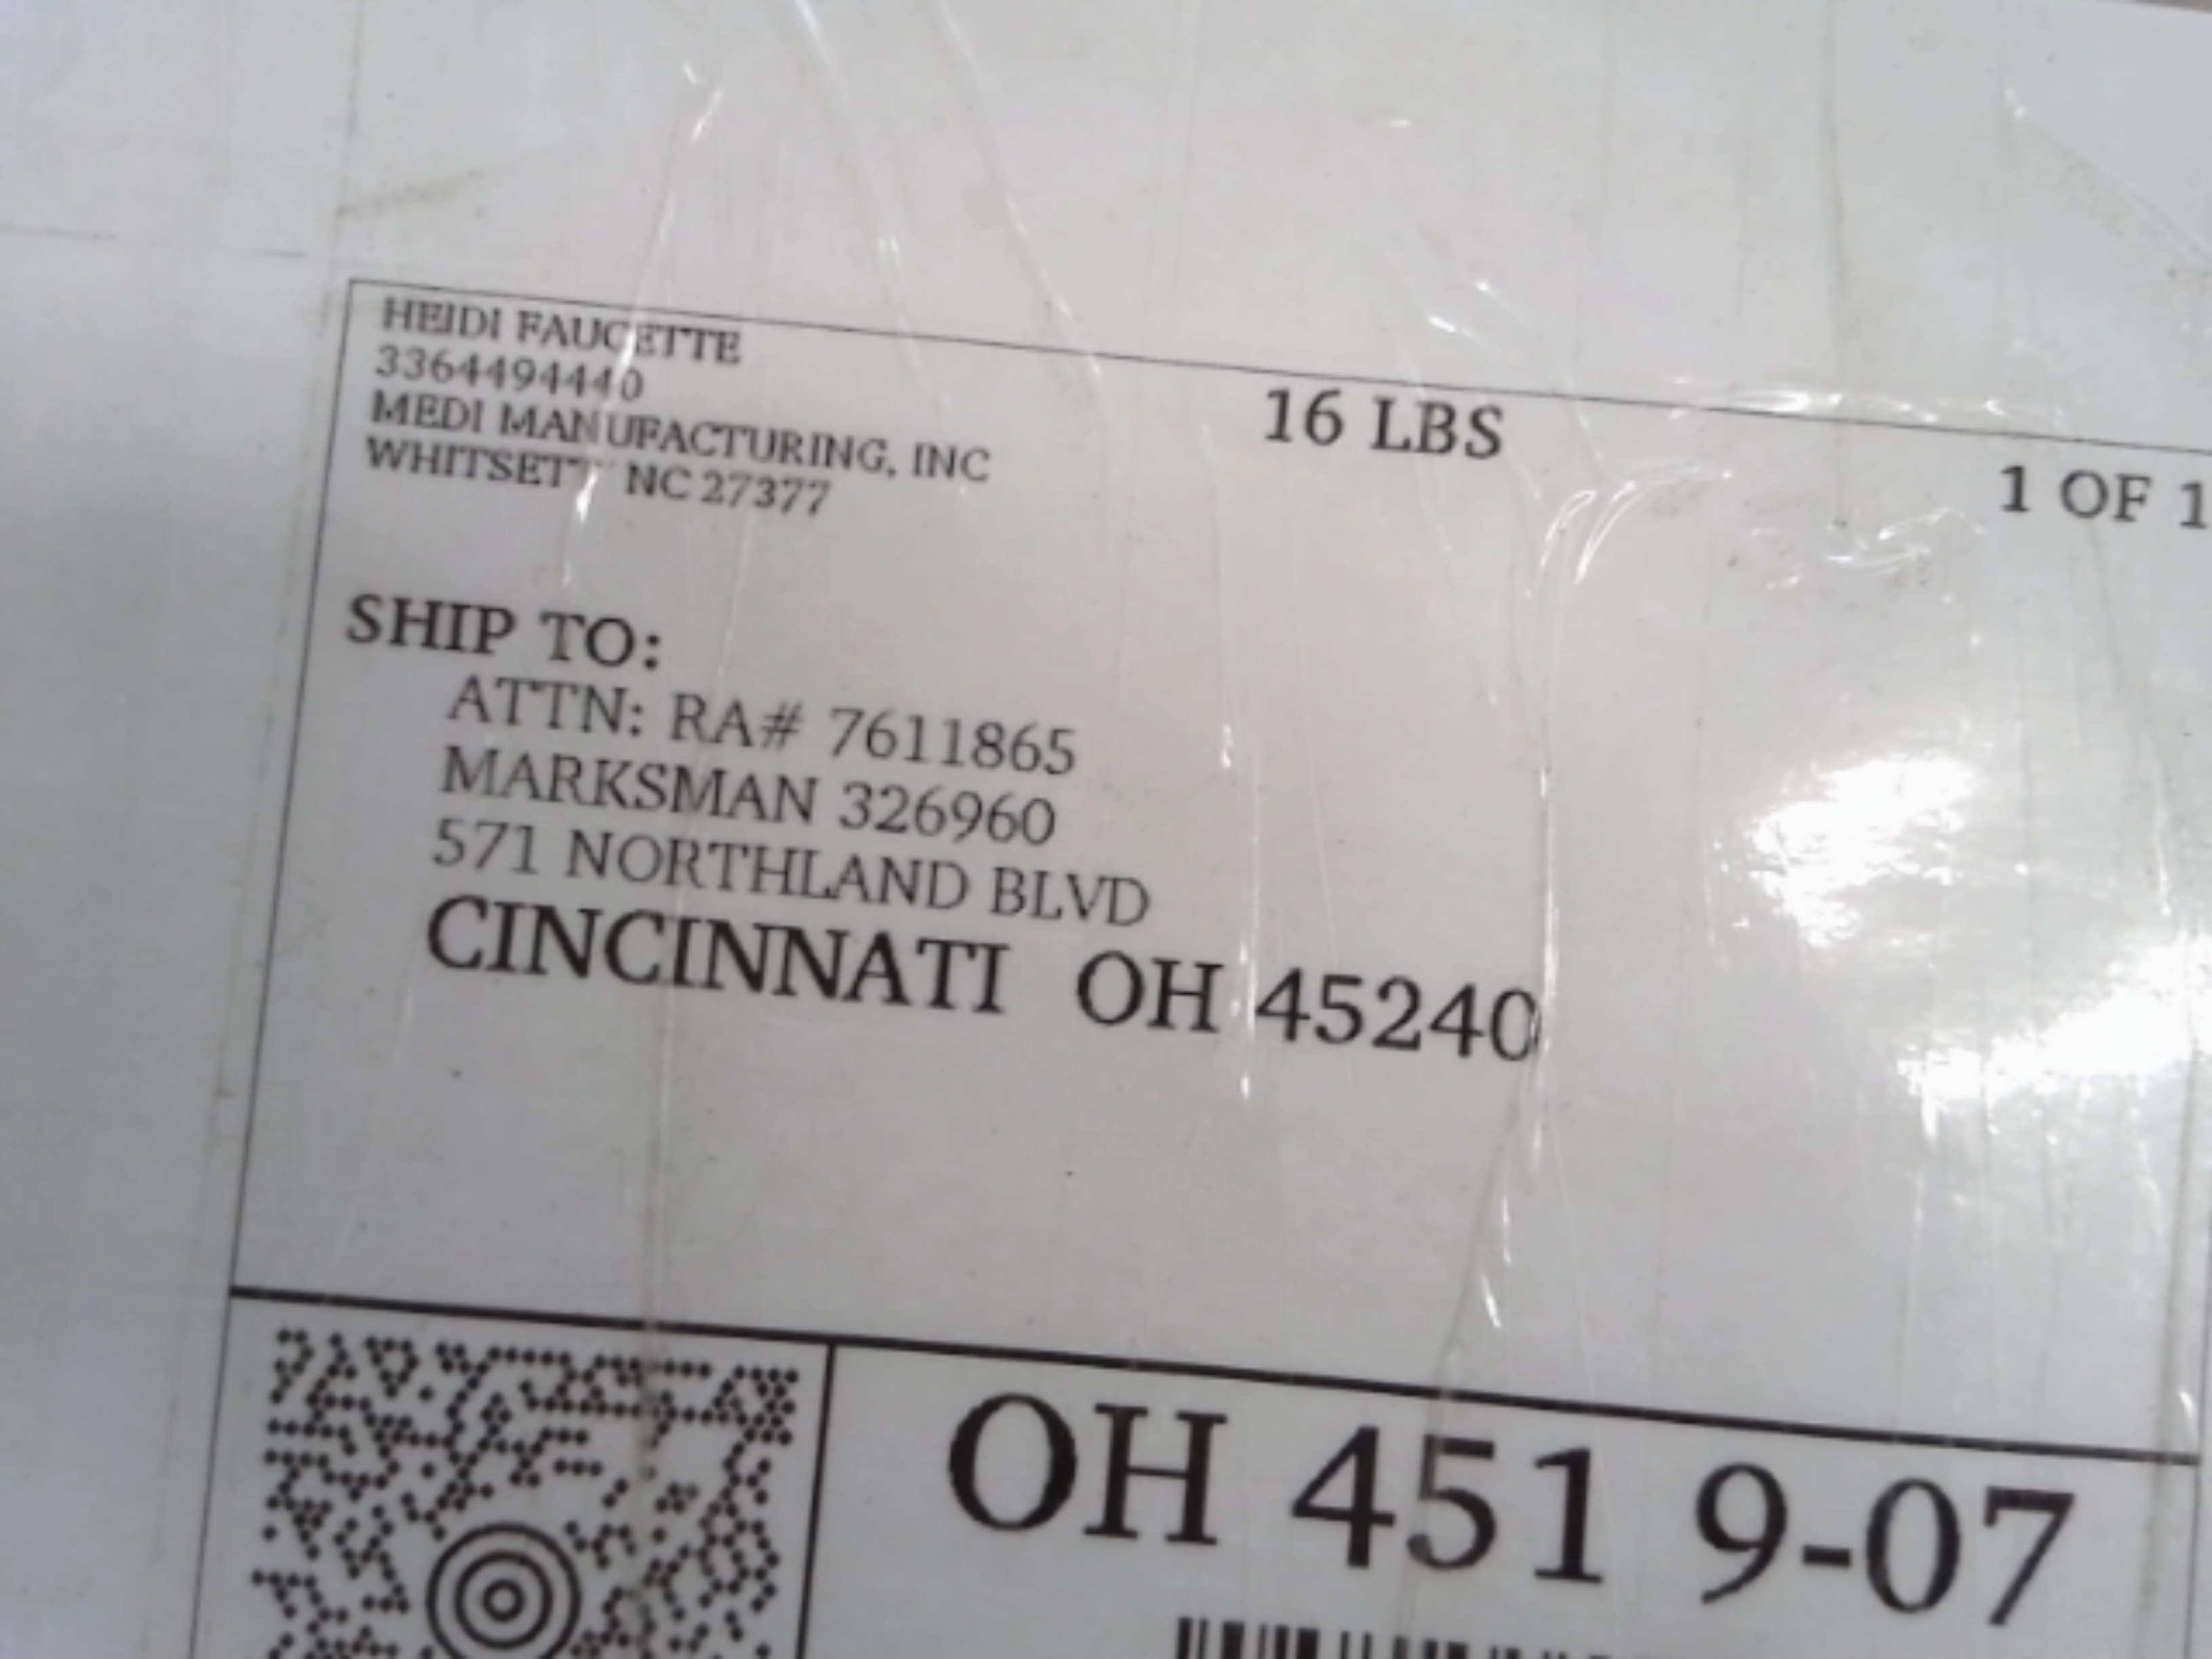 HEIDI FAUCETTE
3364494440
MEDI MANUFACTURING, INC
WHITSETT NC 27377
16 LBS
1 OF 1
SHIP TO:
ATTN: RA# 7611865
MARKSMAN 326960
571 NORTHLAND BLVD
CINCINNATI OH 45240
OH 451 9-07